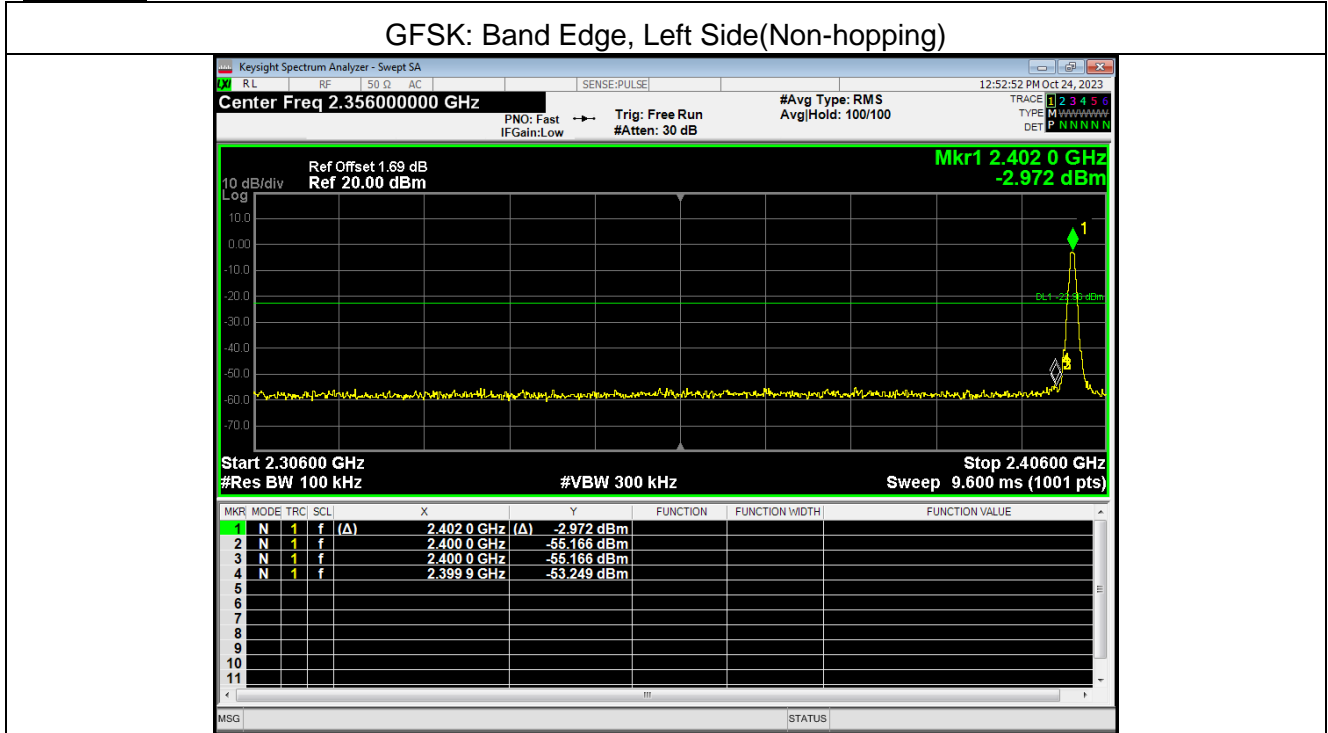 GFSK: Band Edge, Left Side(Non-hopping)
Keysight Spectrum Analyzer - Swept SA
LXI RL RF 50 Ω AC SENSE:PULSE 12:52:52 PM Oct 24, 2023
Center Freq 2.356000000 GHz #Avg Type: RMS TRACE 1 2 3 4 5 6
PNO: Fast Trig: Free Run Avg|Hold: 100/100 TYPE M WWWWW
IFGain:Low #Atten: 30 dB DET P N N N N N
Mkr1 2.402 0 GHz
Ref Offset 1.69 dB
10 dB/div Ref 20.00 dBm -2.972 dBm
Log
10.0
1
0.00
-10.0
-20.0
DL1 -22.96 dBm
-30.0
-40.0
-50.0
-60.0
-70.0
Start 2.30600 GHz Stop 2.40600 GHz
#Res BW 100 kHz #VBW 300 kHz Sweep 9.600 ms (1001 pts)
MKR MODE TRC SCL X Y FUNCTION FUNCTION WIDTH FUNCTION VALUE
1 N 1 f (Δ) 2.402 0 GHz (Δ) -2.972 dBm
2 N 1 f 2.400 0 GHz -55.166 dBm
3 N 1 f 2.400 0 GHz -55.166 dBm
4 N 1 f 2.399 9 GHz -53.249 dBm
5
6
7
8
9
10
11
MSG STATUS